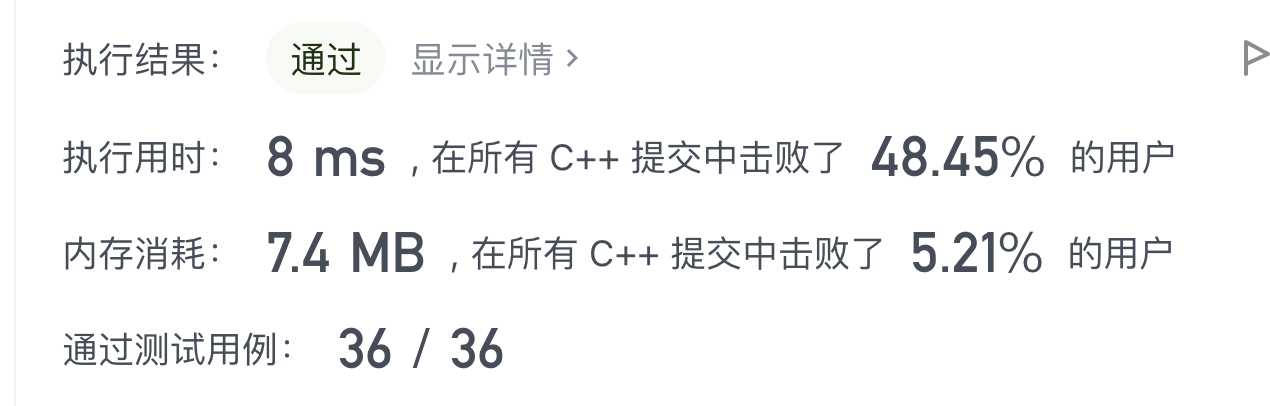 执行结果： 通过 显示详情 >
执行用时： 8 ms , 在所有 C++ 提交中击败了 48.45% 的用户
内存消耗： 7.4 MB , 在所有 C++ 提交中击败了 5.21% 的用户
通过测试用例： 36 / 36